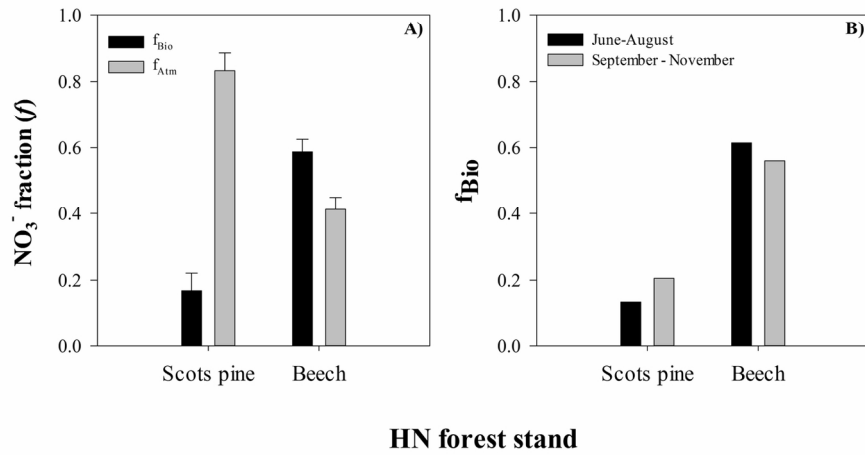 A)
f_Bio
f_Atm
NO₃⁻ fraction (f)
1.0
0.8
0.6
0.4
0.2
0.0
Scots pine Beech
B)
June-August
September - November
f_Bio
1.0
0.8
0.6
0.4
0.2
0.0
Scots pine Beech
HN forest stand